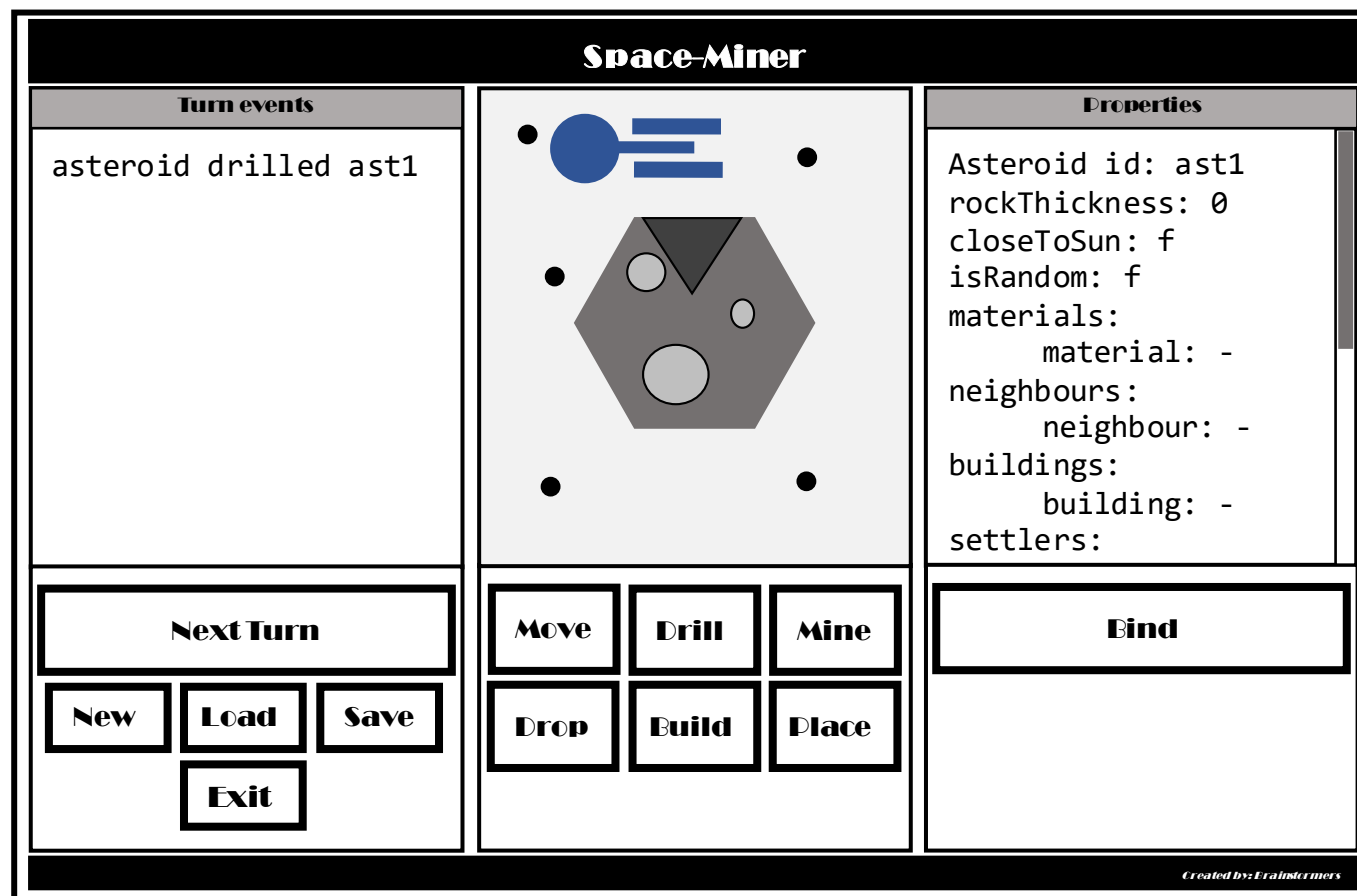 Space-Miner
Turn events
asteroid drilled ast1
Next Turn
New
Load
Save
Exit
Move
Drill
Mine
Drop
Build
Place
Properties
Asteroid id: ast1
rockThickness: 0
closeToSun: f
isRandom: f
materials:
material: -
neighbours:
neighbour: -
buildings:
building: -
settlers:
Bind
Created by: Brainstormers